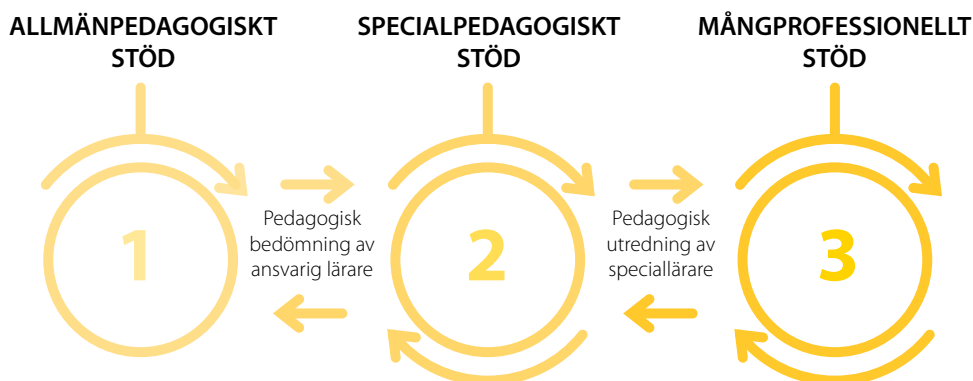 ALLMÄNPEDAGOGISKT
STÖD
SPECIALPEDAGOGISKT
STÖD
MÅNGPROFESSIONELLT
STÖD
1
Pedagogisk
bedömning av
ansvarig lärare
2
Pedagogisk
utredning av
speciallärare
3